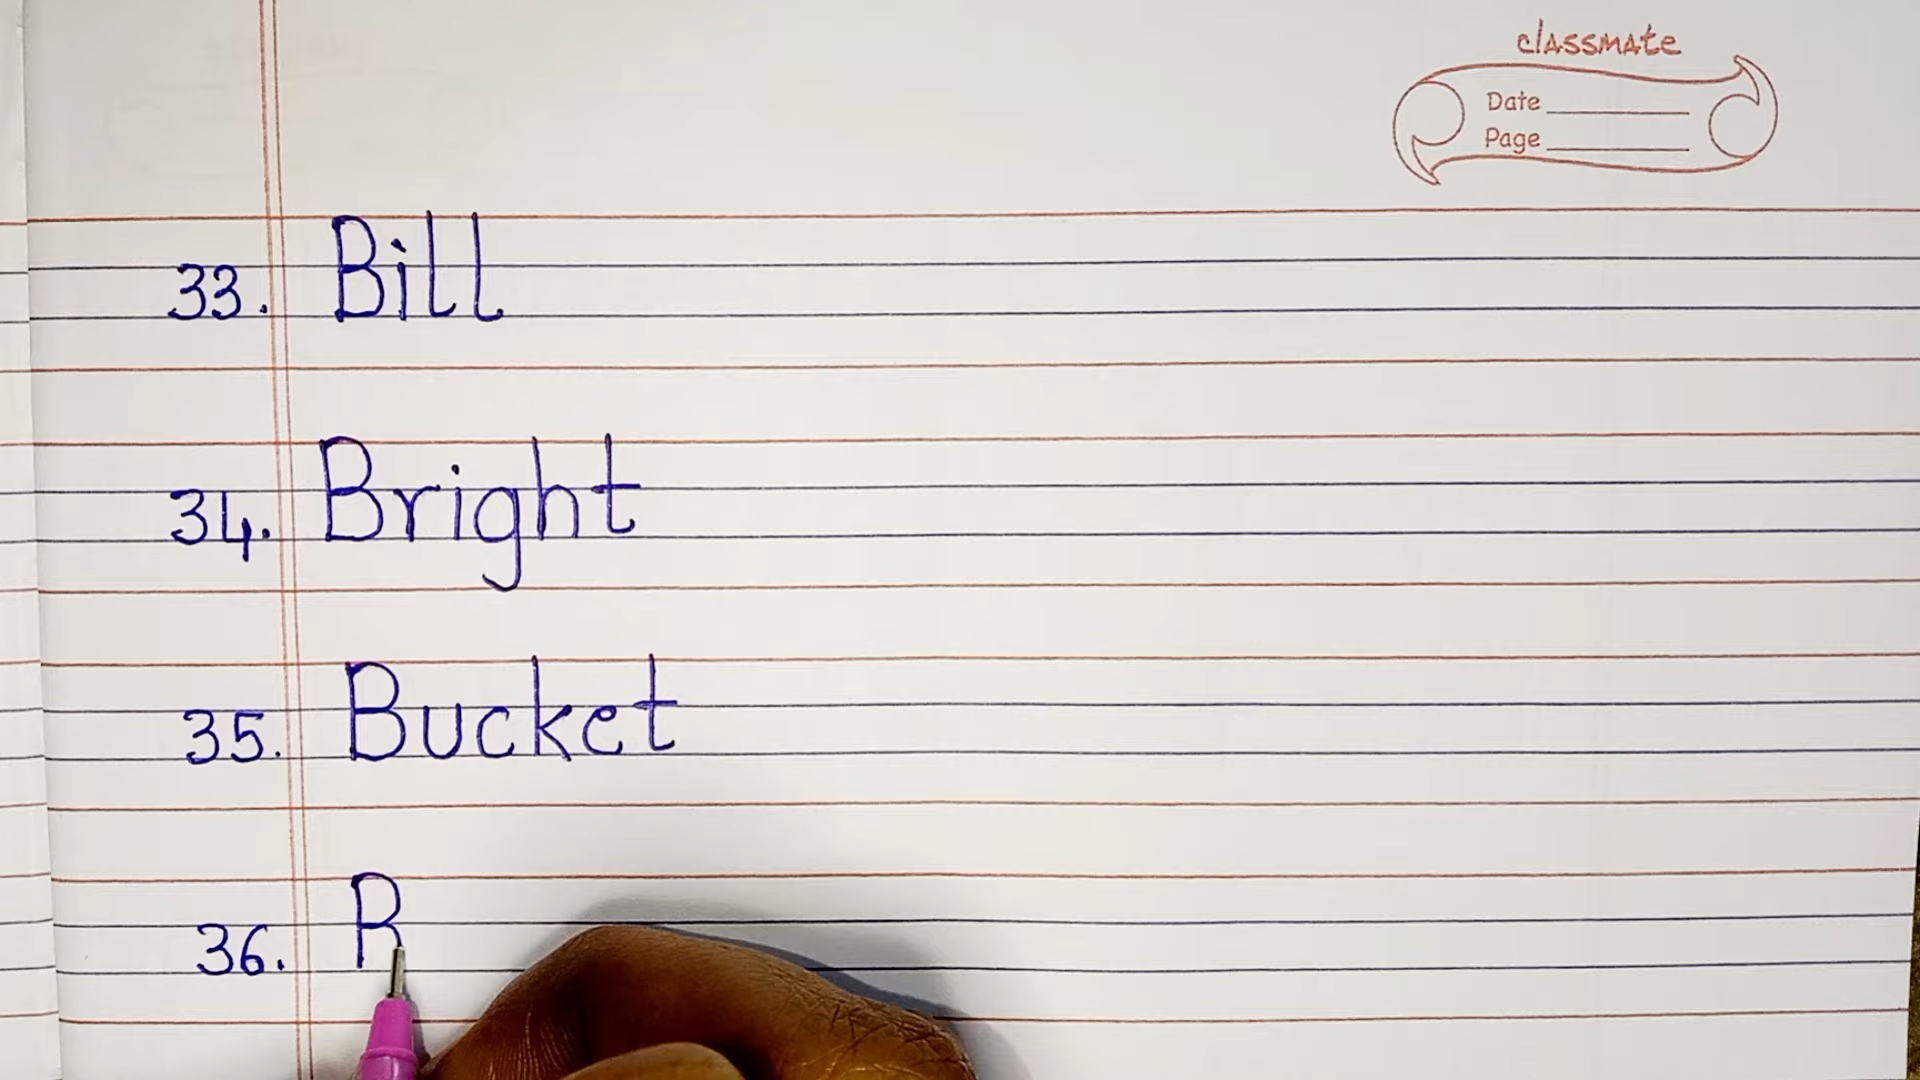 classmate
Date
Page
33. Bill
34. Bright
35. Bucket
36.